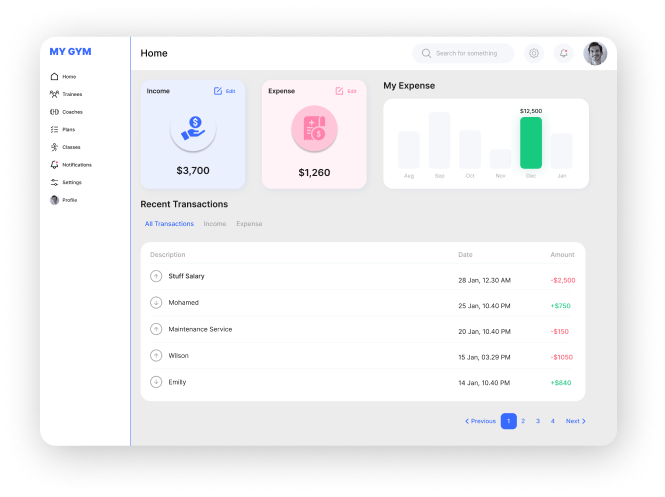 MY GYM
Home
Trainees
Coaches
Plans
Classes
Notifications
Settings
Profile
Home
Search for something
Income
Edit
$3,700
Expense
Edit
$1,260
My Expense
$12,500
Aug Sep Oct Nov Dec Jan
Recent Transactions
All Transactions Income Expense
Description Date Amount
Stuff Salary 28 Jan, 12.30 AM -$2,500
Mohamed 25 Jan, 10.40 PM +$750
Maintenance Service 20 Jan, 10.40 PM -$150
Wilson 15 Jan, 03.29 PM -$1050
Emilly 14 Jan, 10.40 PM +$840
Previous 1 2 3 4 Next